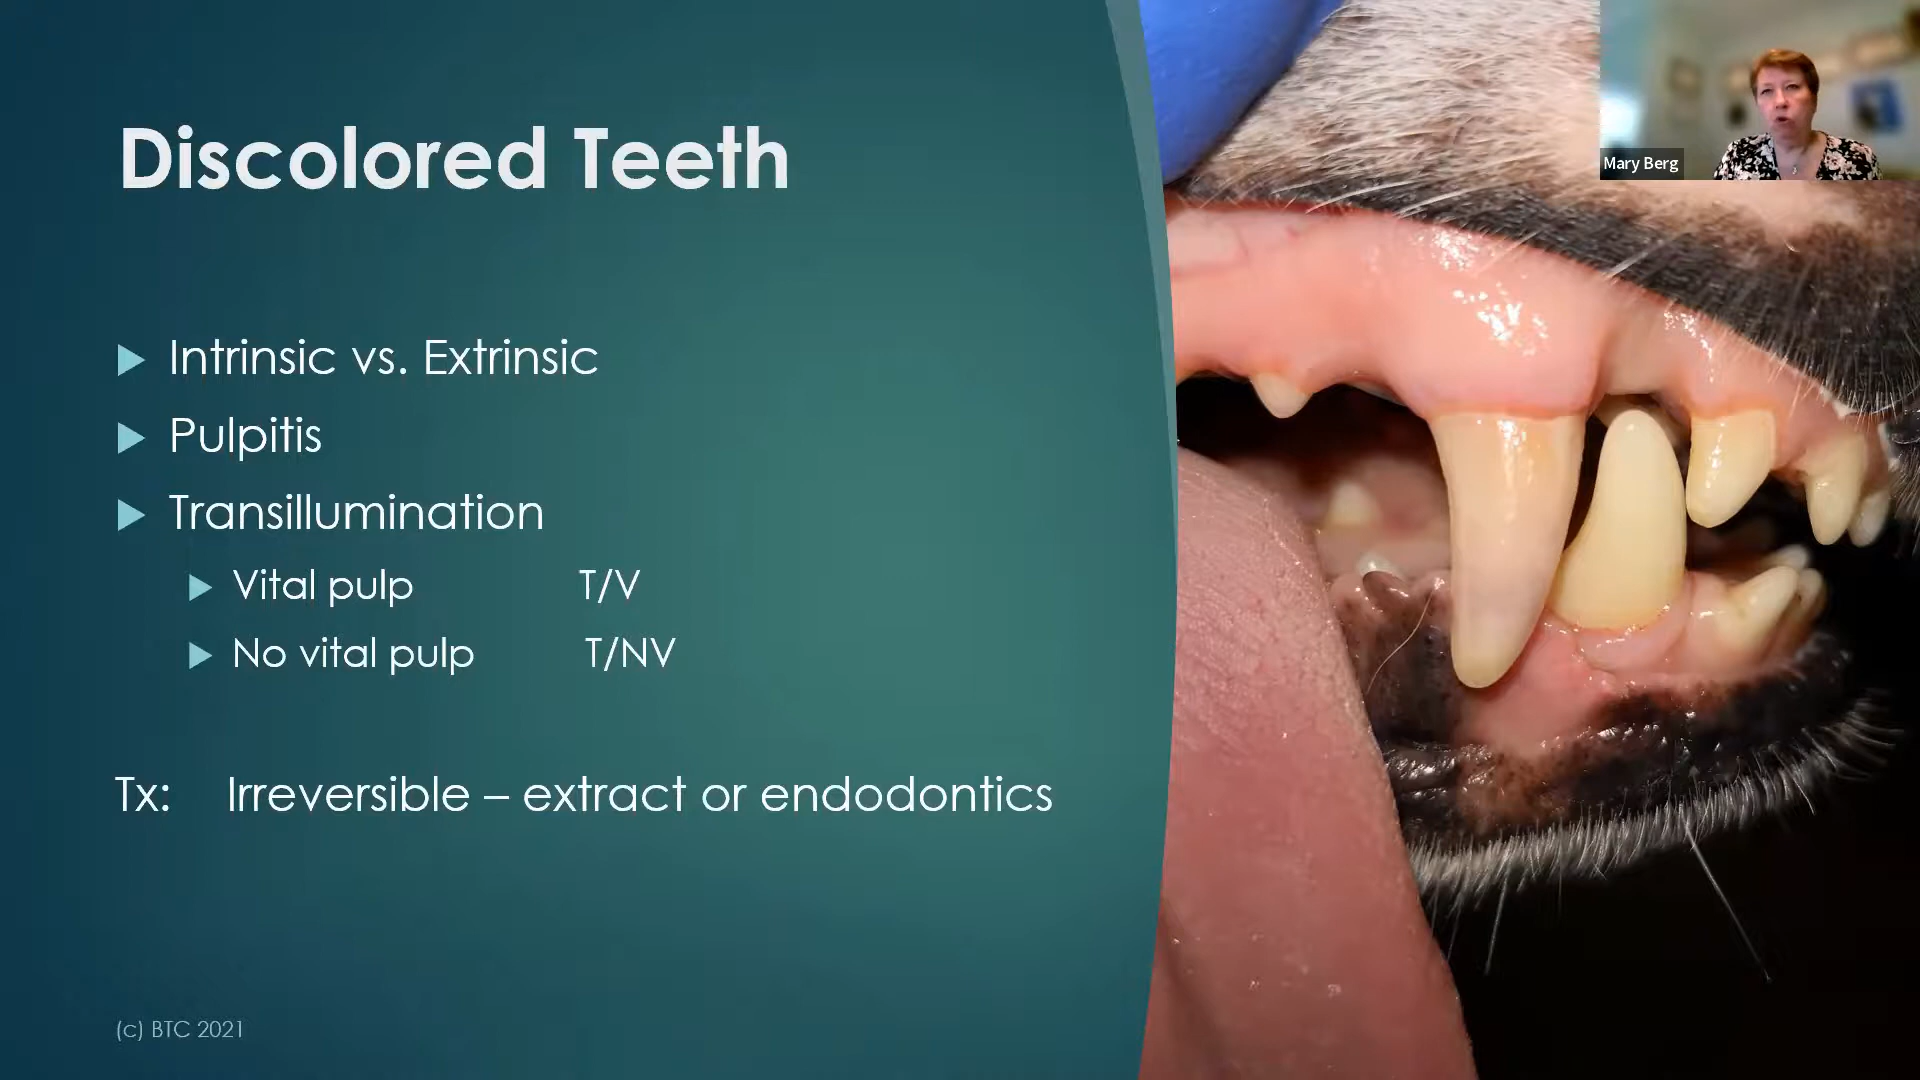 Discolored Teeth
Intrinsic vs. Extrinsic
Pulpitis
Transillumination
Vital pulp T/V
No vital pulp T/NV
Tx: Irreversible – extract or endodontics
(c) BTC 2021
Mary Berg